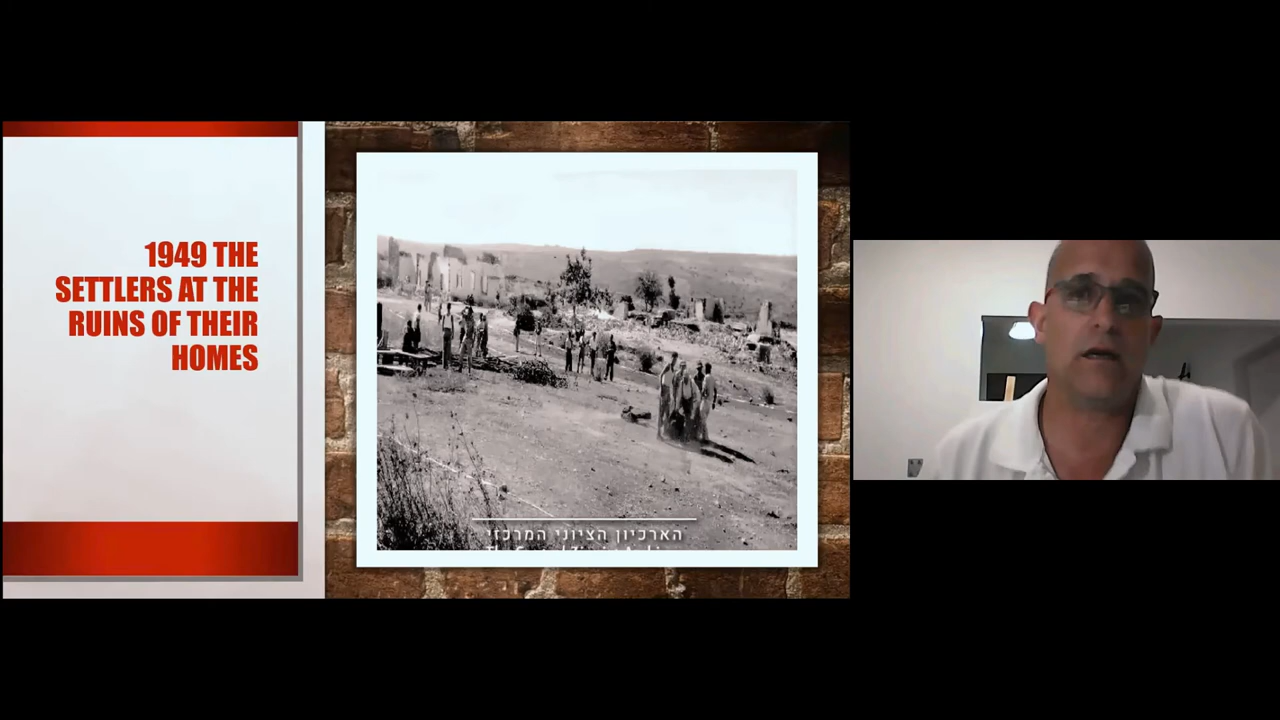 1949 THE
SETTLERS AT THE
RUINS OF THEIR
HOMES
הארכיון הציוני המרכזי